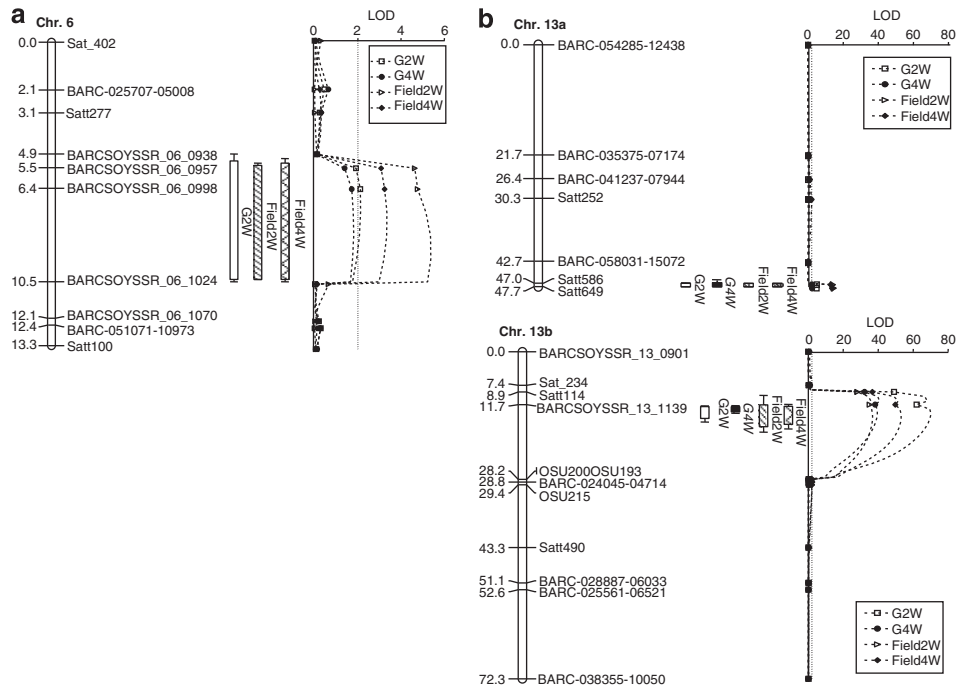 a
Chr. 6
LOD
0 2 4 6
0.0 Sat_402
2.1 BARC-025707-05008
3.1 Satt277
4.9 BARCSOYSSR_06_0938
5.5 BARCSOYSSR_06_0957
6.4 BARCSOYSSR_06_0998
10.5 BARCSOYSSR_06_1024
12.1 BARCSOYSSR_06_1070
12.4 BARC-051071-10973
13.3 Satt100
G2W
Field2W
Field4W
G2W
G4W
Field2W
Field4W
b
Chr. 13a
LOD
0 20 40 60 80
0.0 BARC-054285-12438
21.7 BARC-035375-07174
26.4 BARC-041237-07944
30.3 Satt252
42.7 BARC-058031-15072
47.0 Satt586
47.7 Satt649
G2W
G4W
Field2W
Field4W
G2W
G4W
Field2W
Field4W
Chr. 13b
LOD
0 20 40 60 80
0.0 BARCSOYSSR_13_0901
7.4 Sat_234
8.9 Satt114
11.7 BARCSOYSSR_13_1139
28.2 OSU200OSU193
28.8 BARC-024045-04714
29.4 OSU215
43.3 Satt490
51.1 BARC-028887-06033
52.6 BARC-025561-06521
72.3 BARC-038355-10050
G2W
G4W
Field2W
Field4W
G2W
G4W
Field2W
Field4W